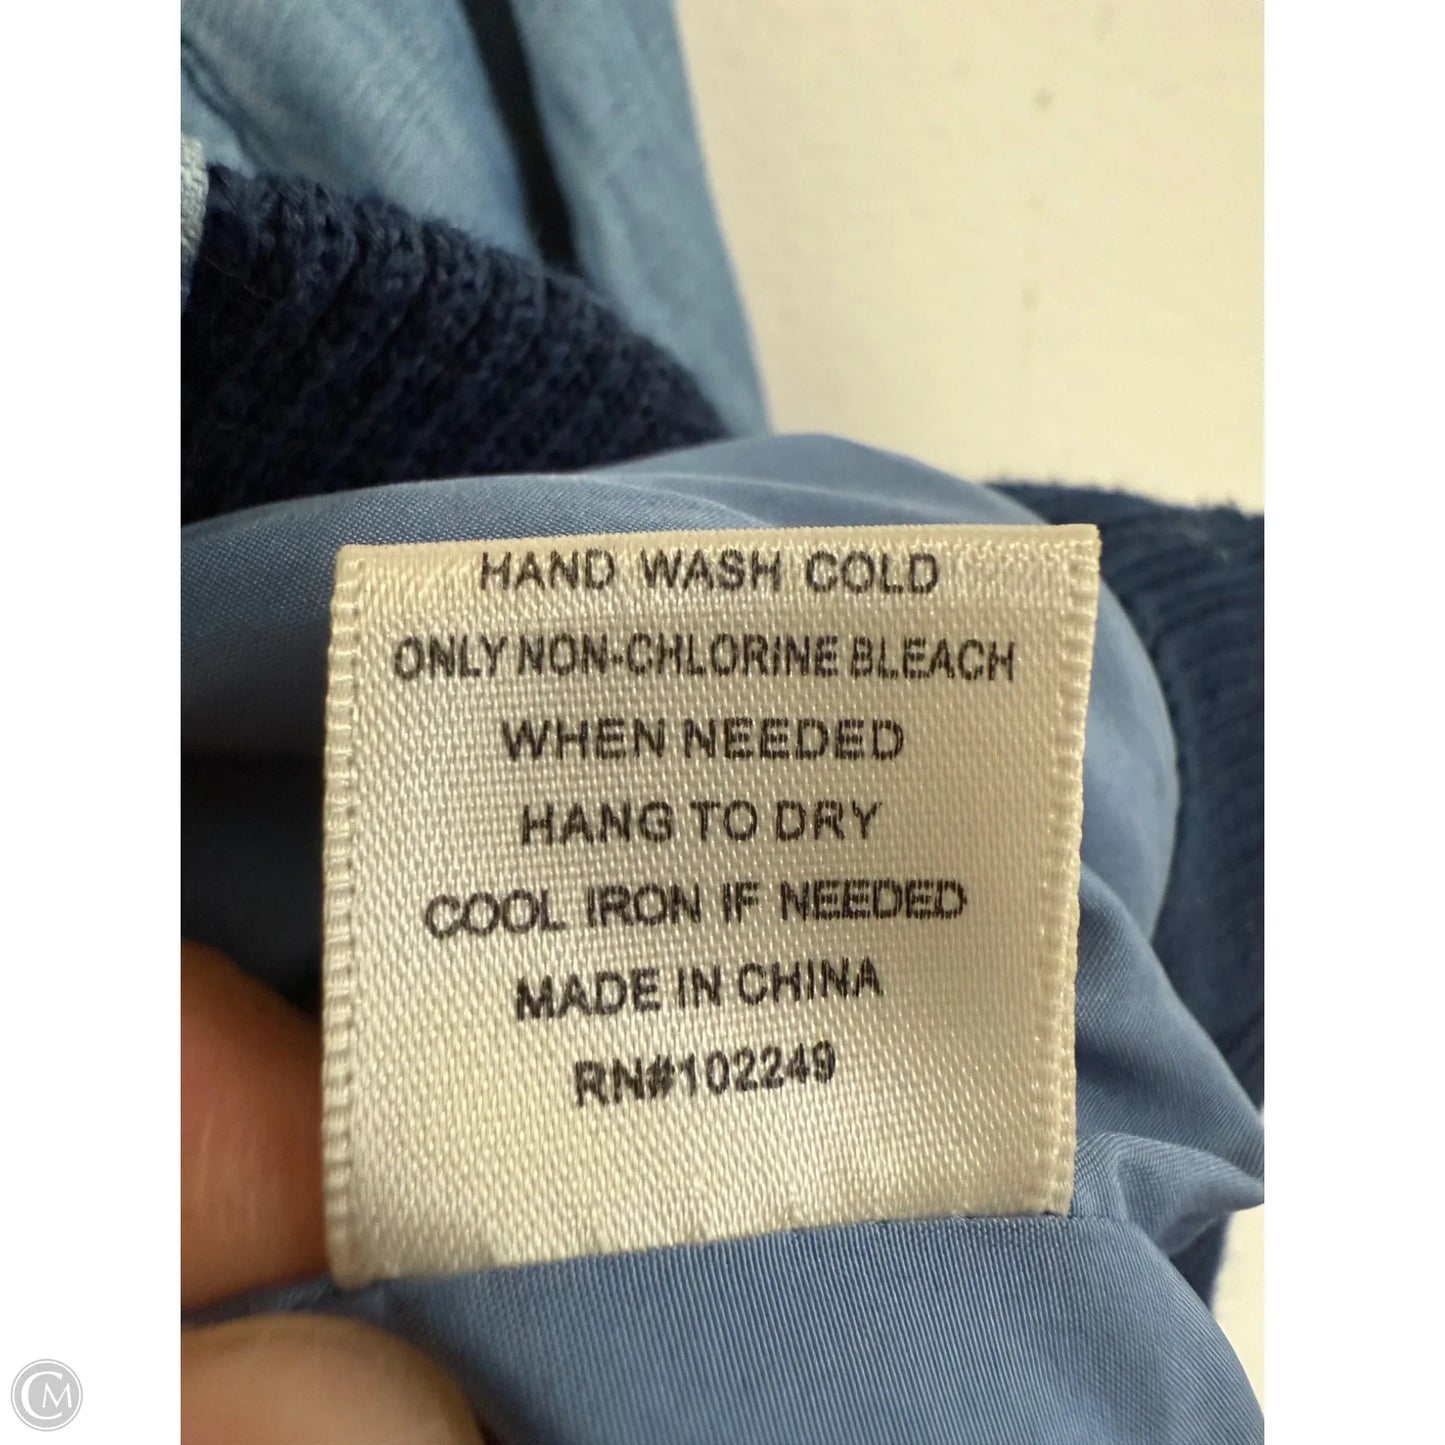 HAND WASH COLD
ONLY NON-CHLORINE BLEACH
WHEN NEEDED
HANG TO DRY
COOL IRON IF NEEDED
MADE IN CHINA
RN#102249
CM